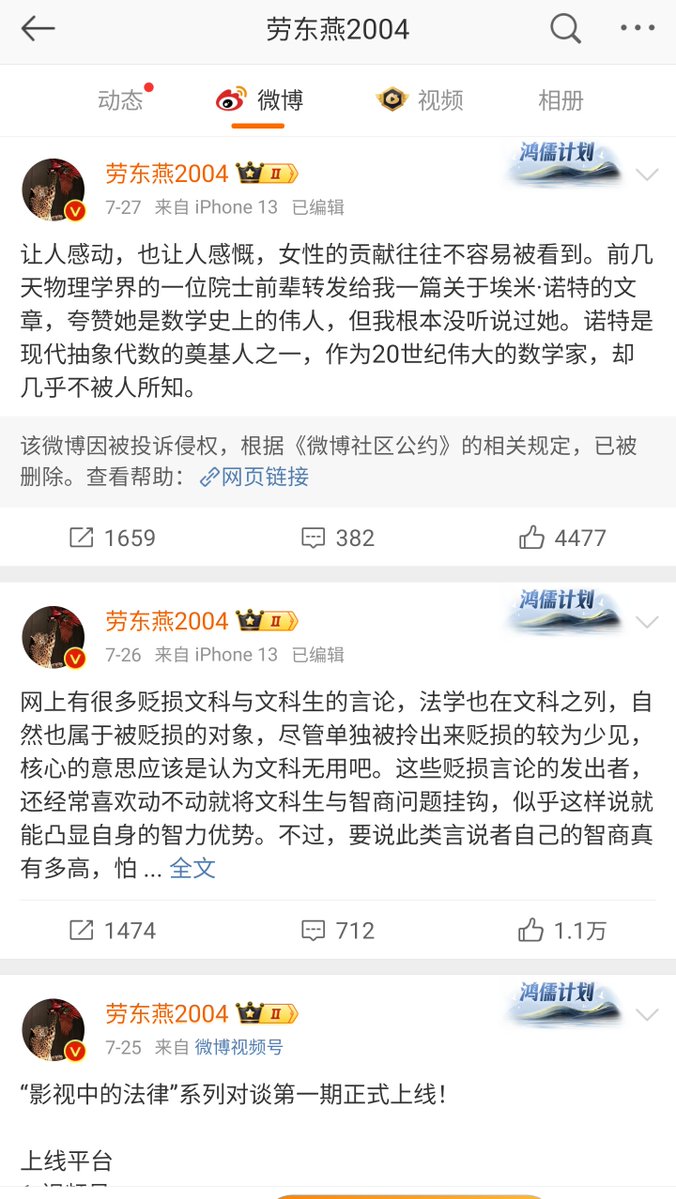 劳东燕2004
动态
微博
视频
相册
劳东燕2004 II
鸿儒计划
7-27 来自 iPhone 13 已编辑
让人感动，也让人感慨，女性的贡献往往不容易被看到。前几
天物理学界的一位院士前辈转发给我一篇关于埃米·诺特的文
章，夸赞她是数学史上的伟人，但我根本没听说过她。诺特是
现代抽象代数的奠基人之一，作为20世纪伟大的数学家，却
几乎不被人所知。
该微博因被投诉侵权，根据《微博社区公约》的相关规定，已被
删除。查看帮助：网页链接
1659
382
4477
劳东燕2004 II
鸿儒计划
7-26 来自 iPhone 13 已编辑
网上有很多贬损文科与文科生的言论，法学也在文科之列，自
然也属于被贬损的对象，尽管单独被拎出来贬损的较为少见，
核心的意思应该是认为文科无用吧。这些贬损言论的发出者，
还经常喜欢动不动就将文科生与智商问题挂钩，似乎这样说就
能凸显自身的智力优势。不过，要说此类言说者自己的智商真
有多高，怕 ... 全文
1474
712
1.1万
劳东燕2004 II
鸿儒计划
7-25 来自 微博视频号
“影视中的法律”系列对谈第一期正式上线！
上线平台